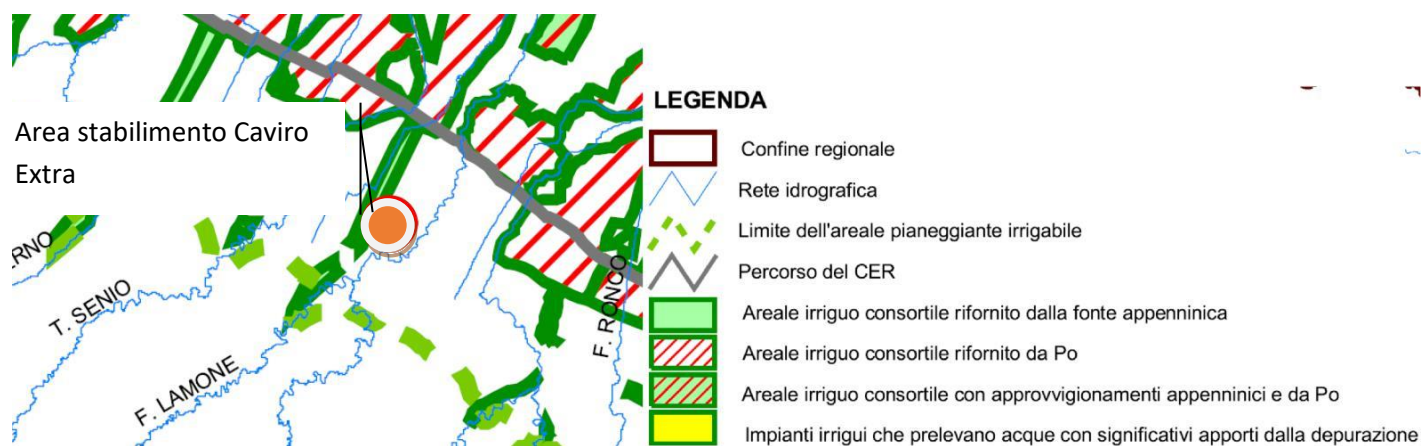 Area stabilimento Caviro
Extra
ERNO
T. SENIO
F. LAMONE
F. RONCO
LEGENDA
Confine regionale
Rete idrografica
Limite dell'areale pianeggiante irrigabile
Percorso del CER
Areale irriguo consortile rifornito dalla fonte appenninica
Areale irriguo consortile rifornito da Po
Areale irriguo consortile con approvvigionamenti appenninici e da Po
Impianti irrigui che prelevano acque con significativi apporti dalla depurazione